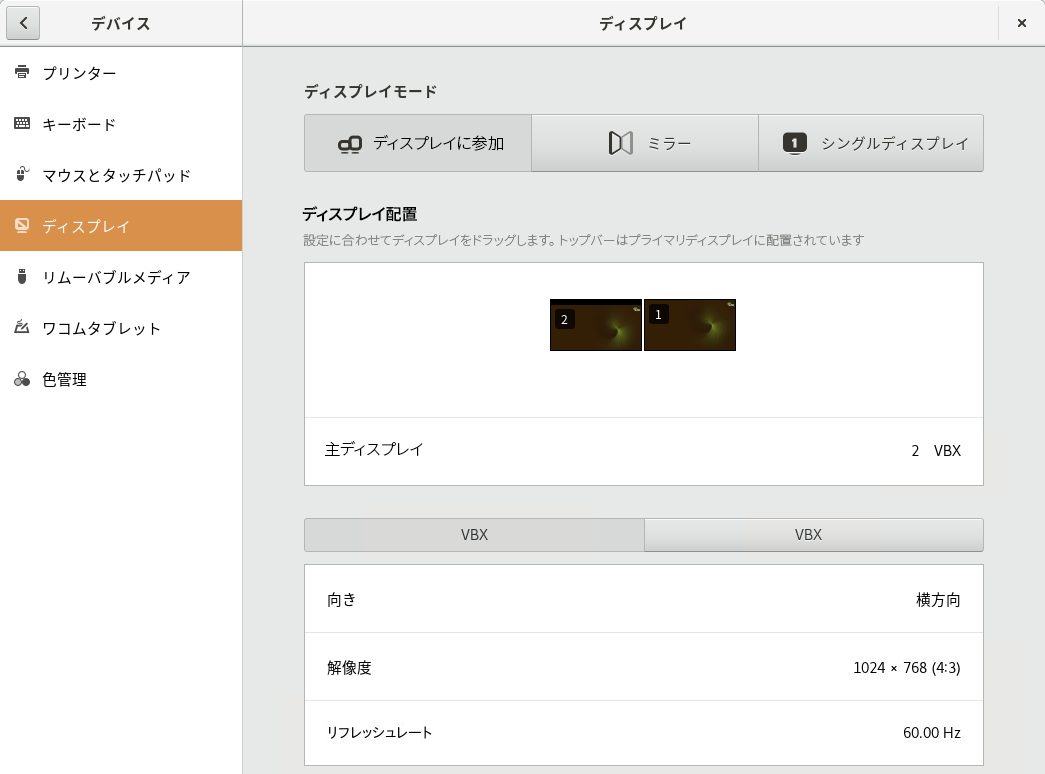 デバイス
ディスプレイ
プリンター
キーボード
マウスとタッチパッド
ディスプレイ
リムーバブルメディア
ワコムタブレット
色管理
ディスプレイモード
ディスプレイに参加
ミラー
1
シングルディスプレイ
ディスプレイ配置
設定に合わせてディスプレイをドラッグします。トップバーはプライマリディスプレイに配置されています
2
1
主ディスプレイ
2 VBX
VBX
VBX
向き
横方向
解像度
1024 × 768 (4:3)
リフレッシュレート
60.00 Hz